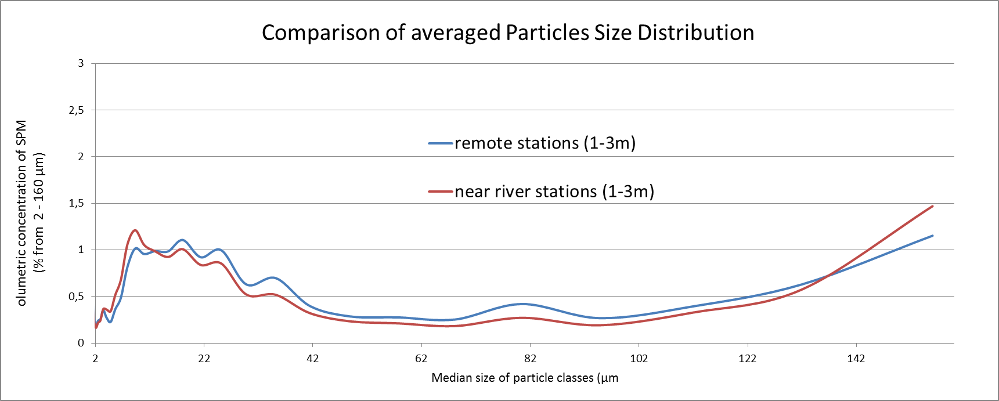 Comparison of averaged Particles Size Distribution
olumetric concentration of SPM
(% from 2 - 160 µm)
3
2,5
2
1,5
1
0,5
0
remote stations (1-3m)
near river stations (1-3m)
2 22 42 62 82 102 122 142
Median size of particle classes (µm